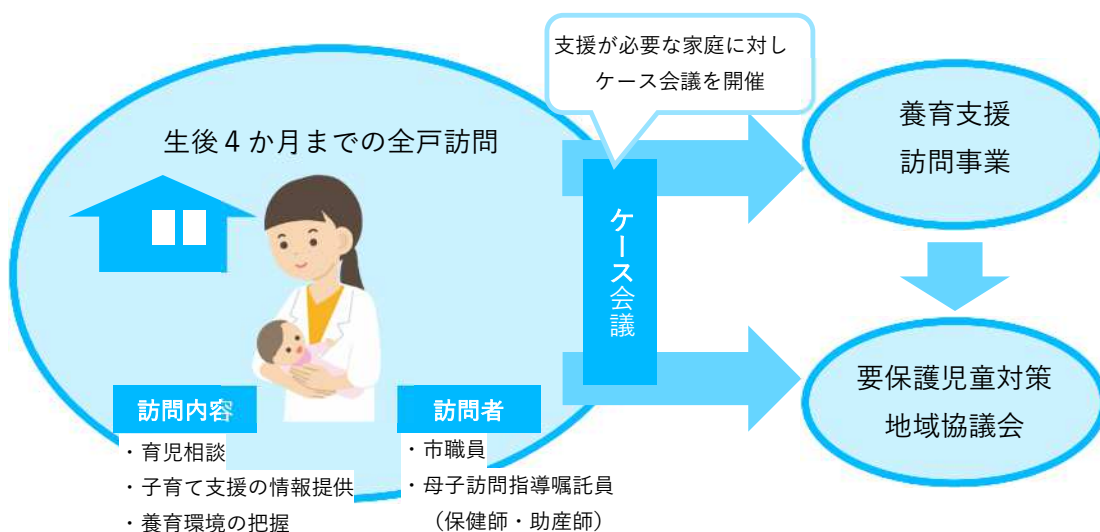 支援が必要な家庭に対し
ケース会議を開催
生後4か月までの全戸訪問
ケース会議
養育支援
訪問事業
要保護児童対策
地域協議会
訪問内容
・育児相談
・子育て支援の情報提供
・養育環境の把握
訪問者
・市職員
・母子訪問指導嘱託員
（保健師・助産師）